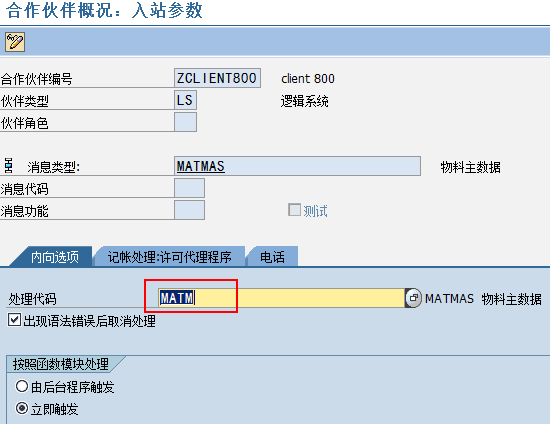 合作伙伴概况：入站参数
合作伙伴编号 ZCLIENT800 client 800
伙伴类型 LS 逻辑系统
伙伴角色
消息类型: MATMAS 物料主数据
消息代码
消息功能 测试
内向选项 记帐处理:许可代理程序 电话
处理代码 MATM MATMAS 物料主数据
出现语法错误后取消处理
按照函数模块处理
由后台程序触发
立即触发